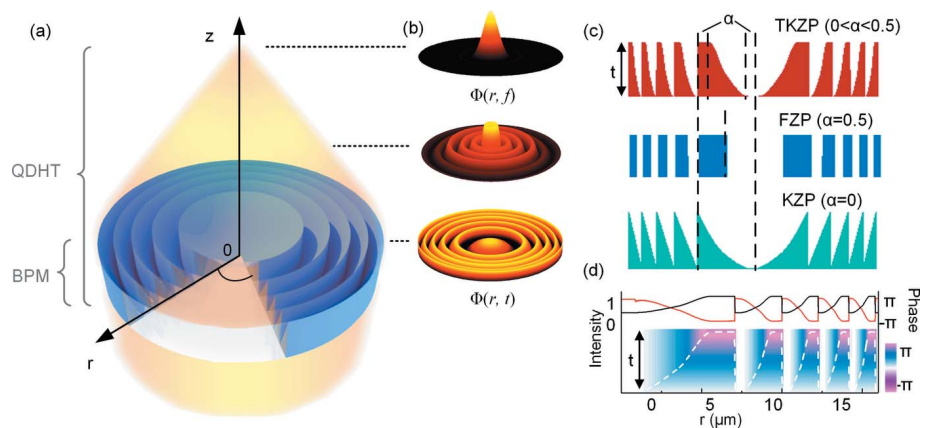 (a)
z
QDHT
BPM
0
r
(b)
Φ(r, f)
Φ(r, t)
(c)
α
TKZP (0<α<0.5)
t
FZP (α=0.5)
KZP (α=0)
(d)
Intensity
1
0
t
π
-π
Phase
π
-π
0 5 10 15
r (μm)